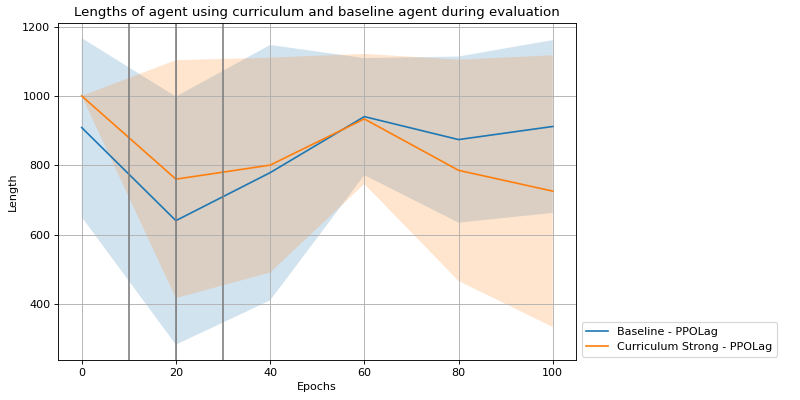 Lengths of agent using curriculum and baseline agent during evaluation
1200
1000
800
600
400
Length
0 20 40 60 80 100
Epochs
Baseline - PPOLag
Curriculum Strong - PPOLag